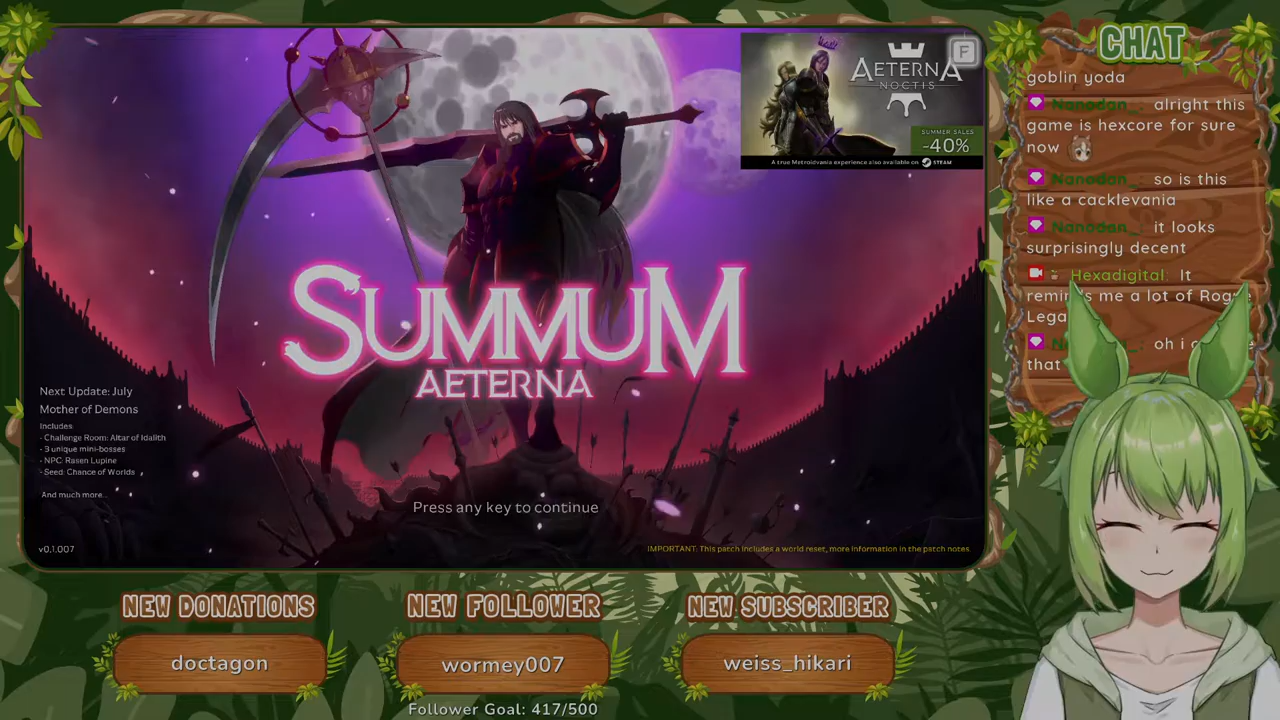 AETERNA
NOCTIS
F
SUMMER SALES
-40%
A true Metroidvania experience also available on STEAM
SUMMUM
AETERNA
Next Update: July
Mother of Demons
Includes
- Challenge Room: Altar of Idalith
- 3 unique mini-bosses
- NPC: Rasen Lupine
- Seed: Chance of Worlds
And much more...
Press any key to continue
v0.1.007
IMPORTANT: This patch includes a world reset, more information in the patch notes.
CHAT
goblin yoda
Nanodan_: alright this
game is hexcore for sure
now
Nanodan_: so is this
like a cacklevania
Nanodan_: it looks
surprisingly decent
Hexadigital: It
me a lot of
oh i
that
NEW DONATIONS
doctagon
NEW FOLLOWER
wormey007
Follower Goal: 417/500
NEW SUBSCRIBER
weiss_hikari